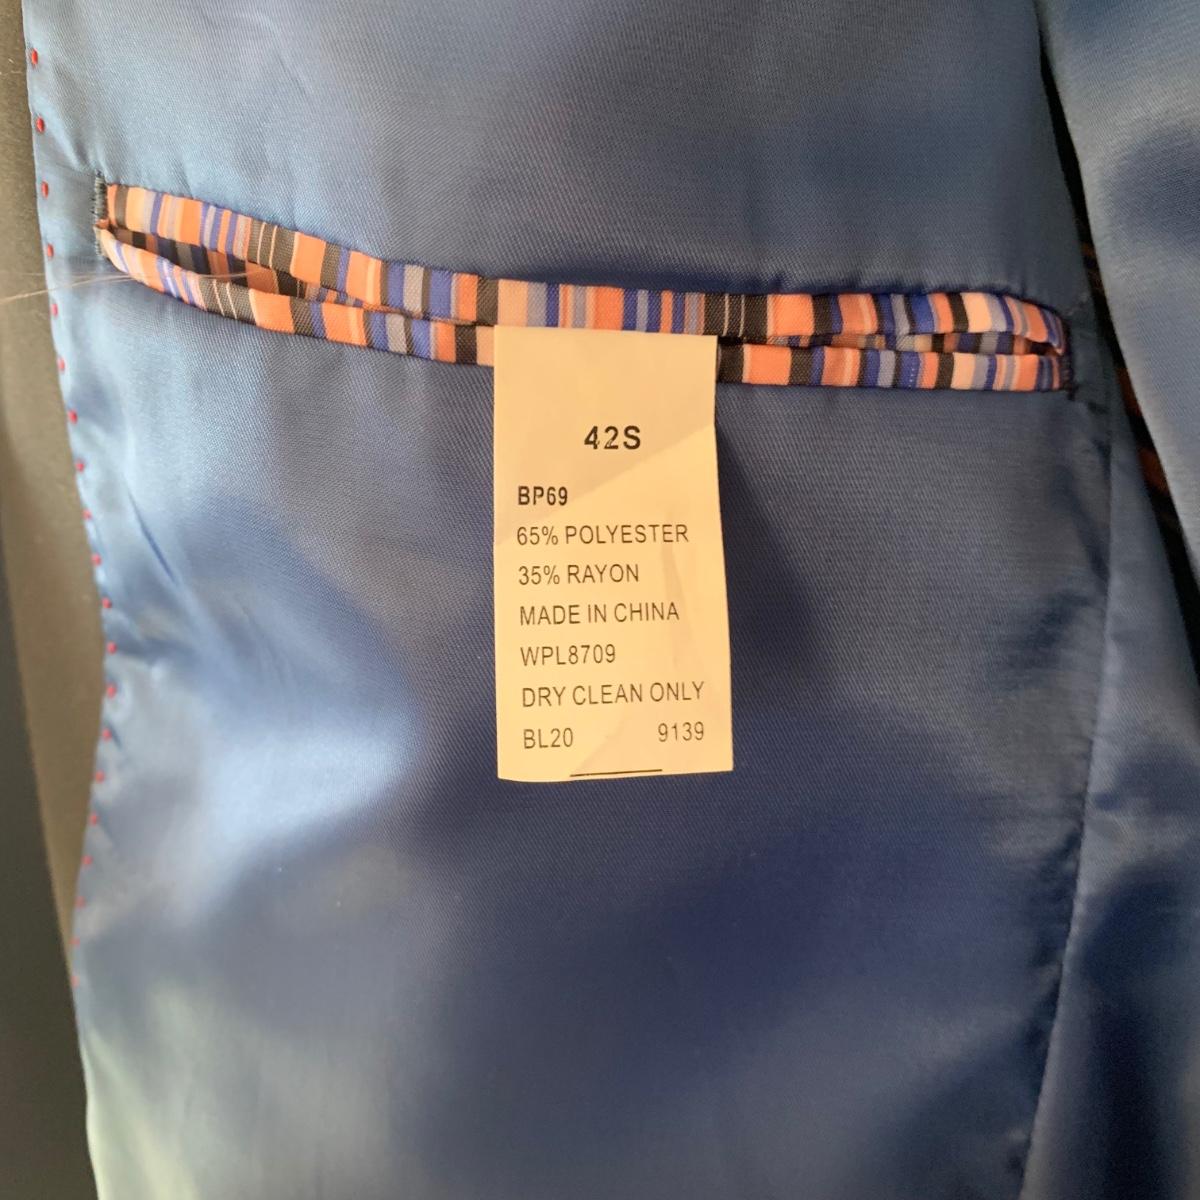 42S
BP69
65% POLYESTER
35% RAYON
MADE IN CHINA
WPL8709
DRY CLEAN ONLY
BL20 9139